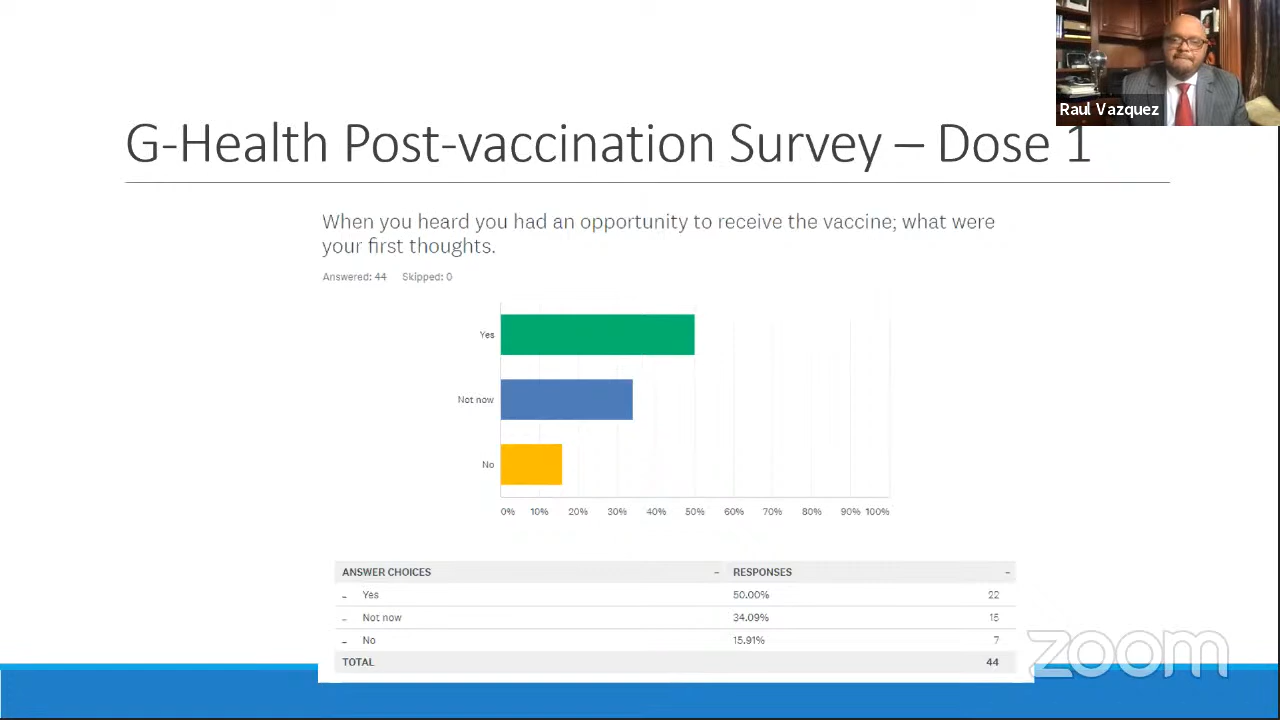 Raul Vazquez
G-Health Post-vaccination Survey – Dose 1
When you heard you had an opportunity to receive the vaccine; what were
your first thoughts.
Answered: 44 Skipped: 0
Yes
Not now
No
0% 10% 20% 30% 40% 50% 60% 70% 80% 90% 100%
ANSWER CHOICES – RESPONSES –
– Yes 50.00% 22
– Not now 34.09% 15
– No 15.91% 7
TOTAL 44
zoom